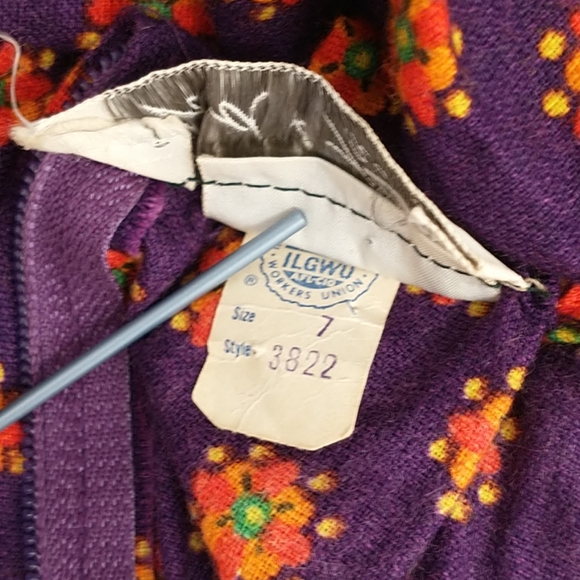 ILGWU
AFL-CIO
WORKERS UNION
®
Size 7
Style 3822